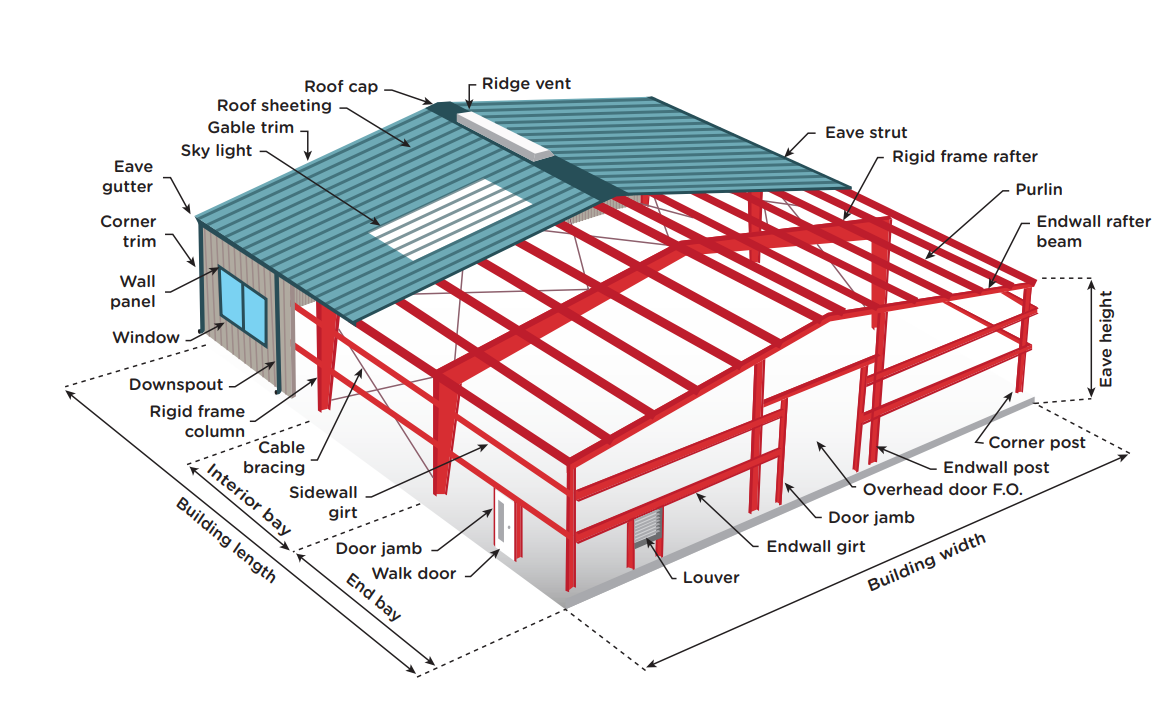 Roof cap
Ridge vent
Roof sheeting
Gable trim
Sky light
Eave strut
Rigid frame rafter
Eave
gutter
Purlin
Corner
trim
Endwall rafter
beam
Wall
panel
Window
Eave height
Downspout
Rigid frame
column
Cable
bracing
Corner post
Endwall post
Interior bay
Sidewall
girt
Overhead door F.O.
Building length
Door jamb
Door jamb
Endwall girt
Walk door
Louver
End bay
Building width